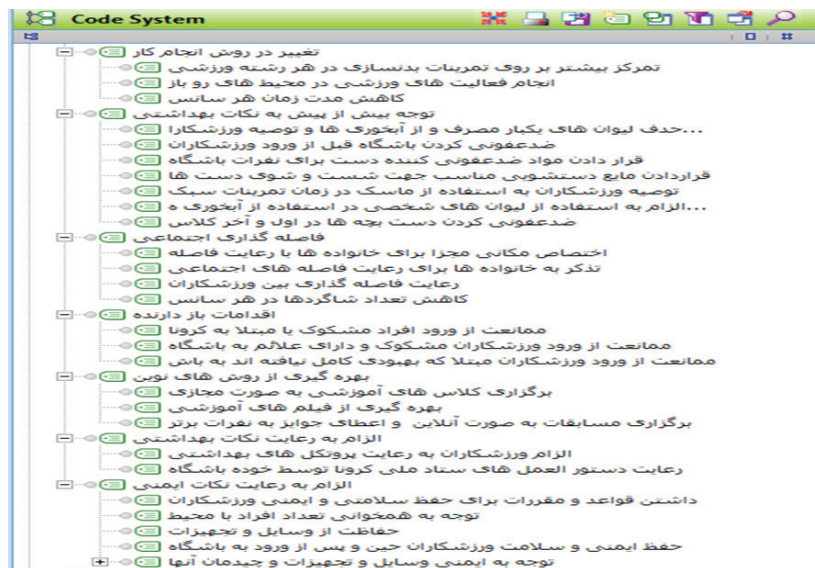 Code System
تغییر در روش انجام کار
تمرکز بیشتر بر روی تمرینات بدنسازی در هر رشته ورزشی
انجام فعالیت های ورزشی در محیط های رو باز
کاهش مدت زمان هر سانس
توجه بیش از پیش به نکات بهداشتی
حذف لیوان های یکبار مصرف و از آبخوری ها و توصیه ورزشکارا...
ضدعفونی کردن باشگاه قبل از ورود ورزشکاران
قرار دادن مواد ضدعفونی کننده دست برای نفرات باشگاه
قراردادن مایع دستشویی مناسب جهت شست و شوی دست ها
توصیه ورزشکاران به استفاده از ماسک در زمان تمرینات سبک
الزام به استفاده از لیوان های شخصی در استفاده از آبخوری ه...
ضدعفونی کردن دست بچه ها در اول و آخر کلاس
فاصله گذاری اجتماعی
اختصاص مکانی مجزا برای خانواده ها با رعایت فاصله
تذکر به خانواده ها برای رعایت فاصله های اجتماعی
رعایت فاصله گذاری بین ورزشکاران
کاهش تعداد شاگردها در هر سانس
اقدامات باز دارنده
ممانعت از ورود افراد مشکوک یا مبتلا به کرونا
ممانعت از ورود ورزشکاران مشکوک و دارای علائم به باشگاه
ممانعت از ورود ورزشکاران مبتلا که بهبودی کامل نیافته اند به باش
بهره گیری از روش های نوین
برگزاری کلاس های آموزشی به صورت مجازی
بهره گیری از فیلم های آموزشی
برگزاری مسابقات به صورت آنلاین و اعطای جوایز به نفرات برتر
الزام به رعایت نکات بهداشتی
الزام ورزشکاران به رعایت پروتکل های بهداشتی
رعایت دستور العمل های ستاد ملی کرونا توسط خوده باشگاه
الزام به رعایت نکات ایمنی
داشتن قواعد و مقررات برای حفظ سلامتی و ایمنی ورزشکاران
توجه به همخوانی تعداد افراد با محیط
حفاظت از وسایل و تجهیزات
حفظ ایمنی و سلامت ورزشکاران حین و پس از ورود به باشگاه
توجه به ایمنی وسایل و تجهیزات و چیدمان آنها